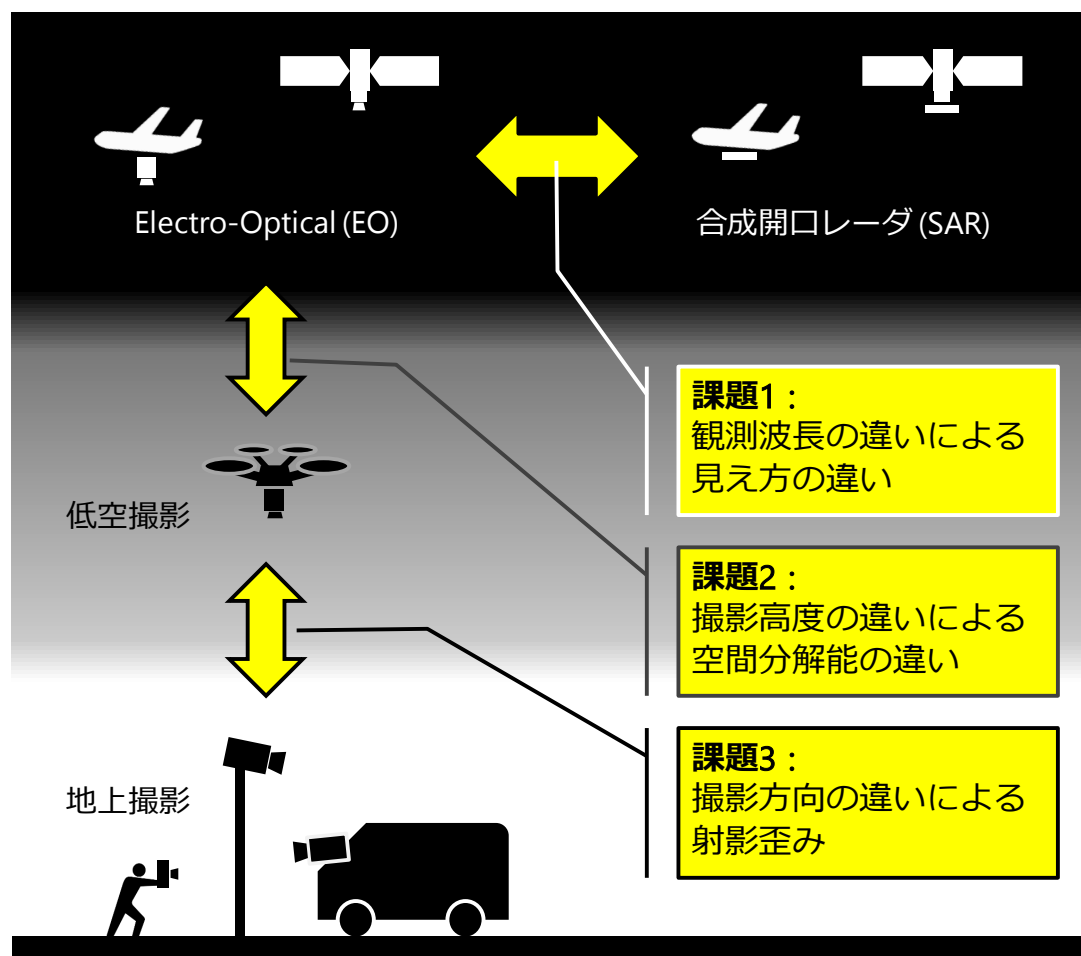 Electro-Optical (EO)
合成開口レーダ (SAR)
課題1：
観測波長の違いによる
見え方の違い
低空撮影
課題2：
撮影高度の違いによる
空間分解能の違い
地上撮影
課題3：
撮影方向の違いによる
射影歪み